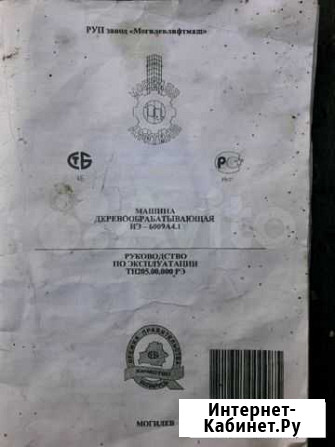 РУП завод «Могилевлифтмаш»
МАШИНА
ДЕРЕВООБРАБАТЫВАЮЩАЯ
ИЭ – 6009А4.1
РУКОВОДСТВО
ПО ЭКСПЛУАТАЦИИ
ТП205.00.000 РЭ
МОГИЛЕВ
Avito
Интернет-
Кабинет.Ру